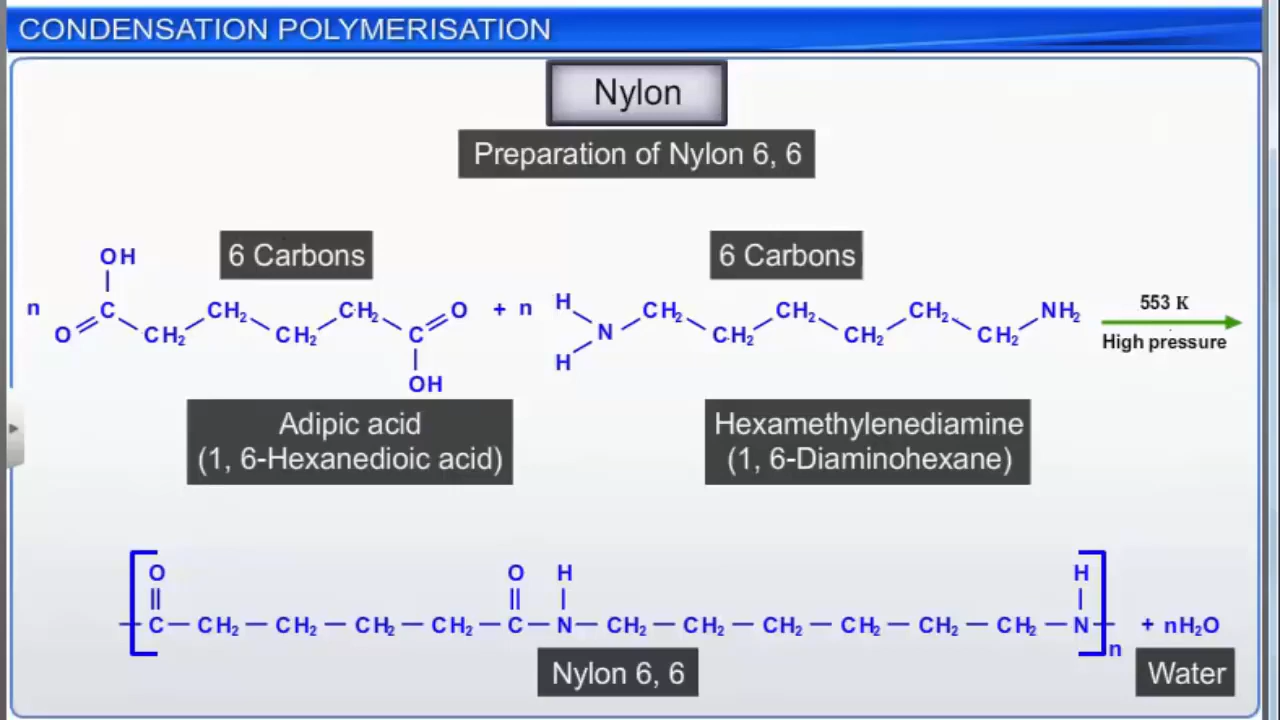 CONDENSATION POLYMERISATION
Nylon
Preparation of Nylon 6, 6
6 Carbons
6 Carbons
OH
H
n C CH₂ CH₂ O + n CH₂ CH₂ CH₂ NH₂ 553 K
O CH₂ CH₂ C N CH₂ CH₂ CH₂ High pressure
H
OH
Adipic acid
(1, 6-Hexanedioic acid)
Hexamethylenediamine
(1, 6-Diaminohexane)
O O H H
|| || | |
— C — CH₂ — CH₂ — CH₂ — CH₂ — C — N — CH₂ — CH₂ — CH₂ — CH₂ — CH₂ — CH₂ — N — + nH₂O
n
Nylon 6, 6
Water